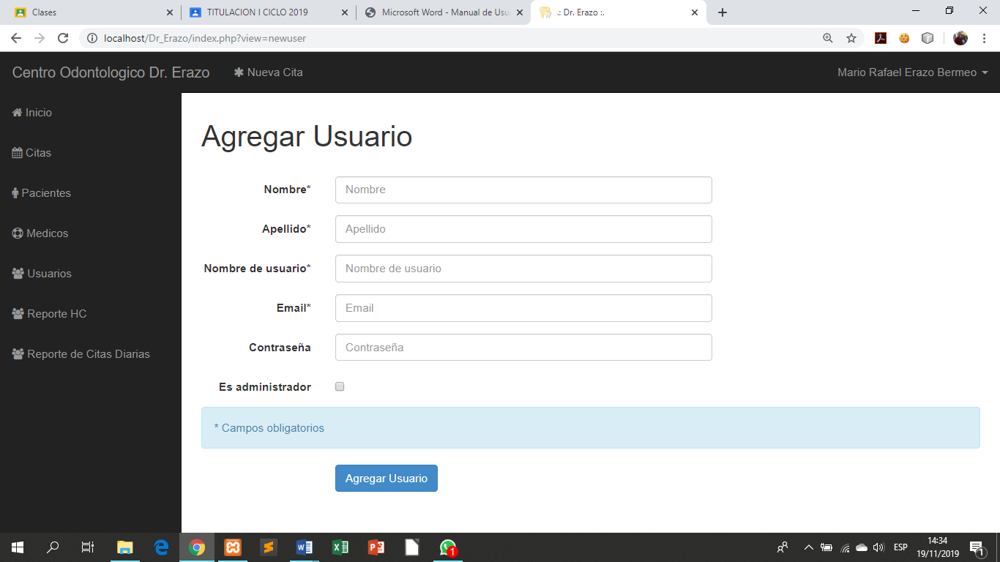 Clases
TITULACION I CICLO 2019
Microsoft Word - Manual de Usu
.: Dr. Erazo :.
localhost/Dr_Erazo/index.php?view=newuser
Centro Odontologico Dr. Erazo
Nueva Cita
Mario Rafael Erazo Bermeo
Inicio
Citas
Pacientes
Medicos
Usuarios
Reporte HC
Reporte de Citas Diarias
Agregar Usuario
Nombre* Nombre
Apellido* Apellido
Nombre de usuario* Nombre de usuario
Email* Email
Contraseña Contraseña
Es administrador
* Campos obligatorios
Agregar Usuario
1
ESP
14:34
19/11/2019
1